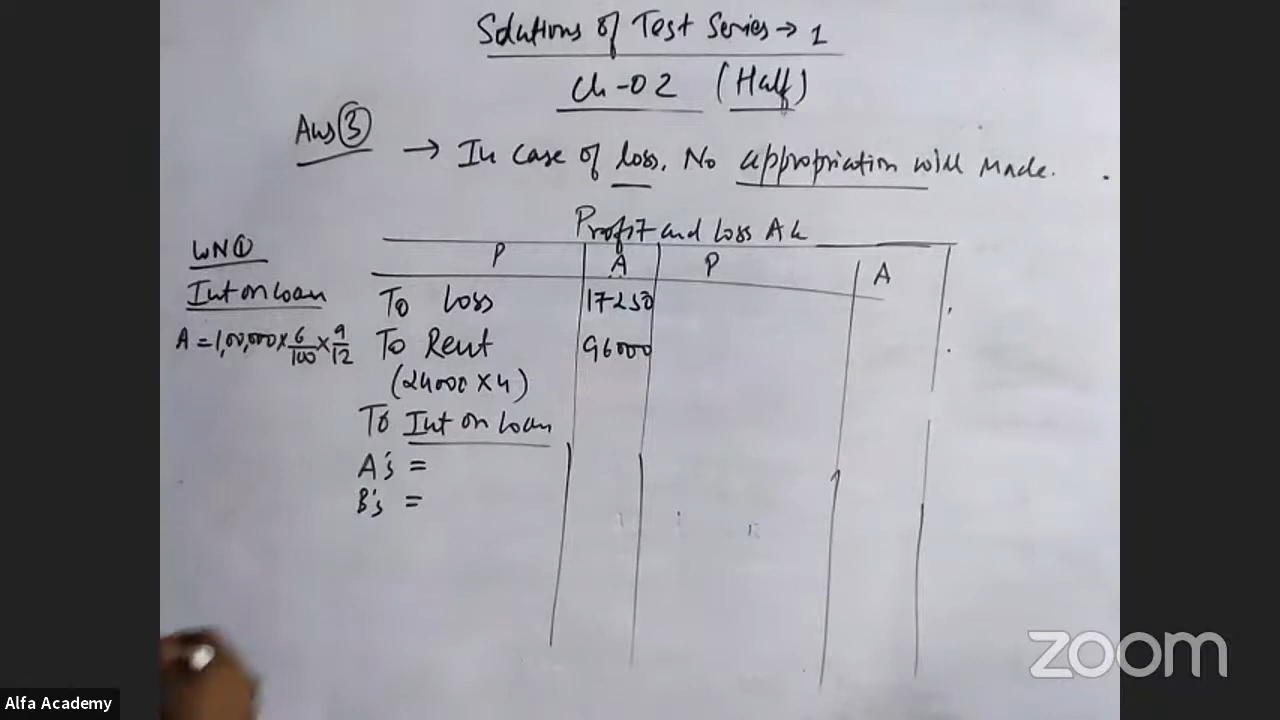 Solutions of Test Series → 1
Ch-02 (Half)
Ans ③
→ In case of loss, No appropriation will Made.
Profit and Loss A/c
WN①
P A P A
Int on loan
To Loss 17250
A = 1,00,000 × 6/100 × 9/12
To Rent 96000
(24000 × 4)
To Int on Loan
A's =
B's =
zoom
Alfa Academy